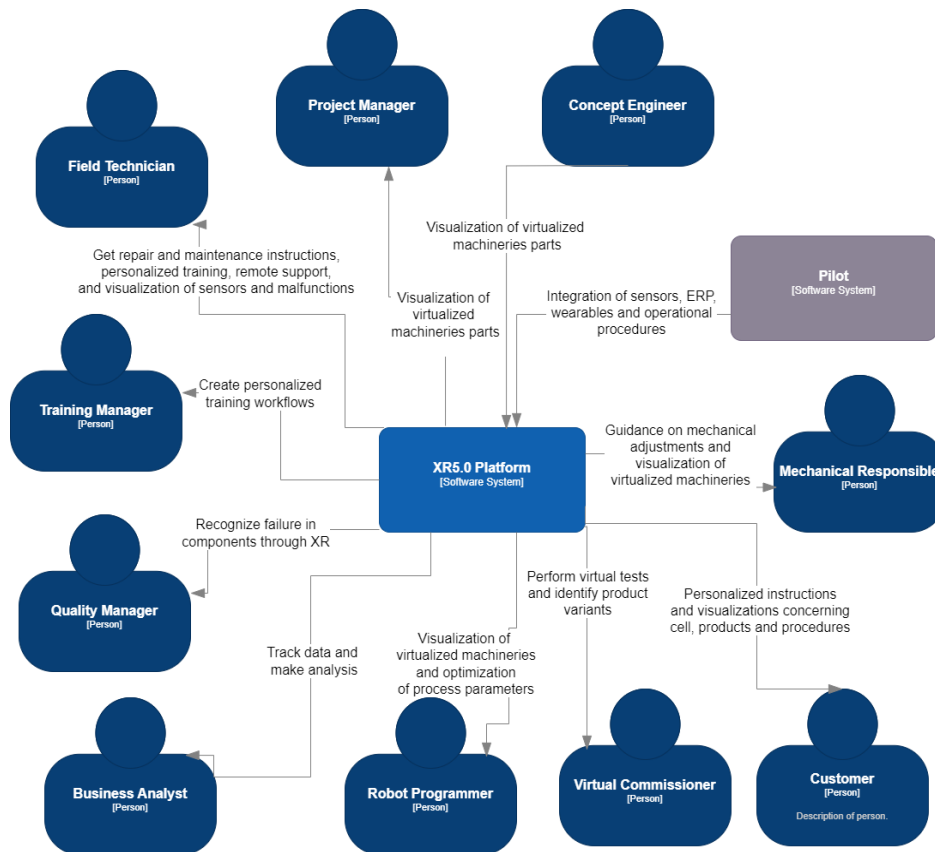 Project Manager
[Person]
Concept Engineer
[Person]
Field Technician
[Person]
Visualization of virtualized
machineries parts
Get repair and maintenance instructions,
personalized training, remote support,
and visualization of sensors and malfunctions
Pilot
[Software System]
Visualization of
virtualized
machineries parts
Integration of sensors, ERP,
wearables and operational
procedures
Training Manager
[Person]
Create personalized
training workflows
XR5.0 Platform
[Software System]
Guidance on mechanical
adjustments and
visualization of
virtualized machineries
Mechanical Responsible
[Person]
Recognize failure in
components through XR
Quality Manager
[Person]
Perform virtual tests
and identify product
variants
Personalized instructions
and visualizations concerning
cell, products and procedures
Track data and
make analysis
Visualization of
virtualized machineries
and optimization
of process parameters
Business Analyst
[Person]
Robot Programmer
[Person]
Virtual Commissioner
[Person]
Customer
[Person]
Description of person.